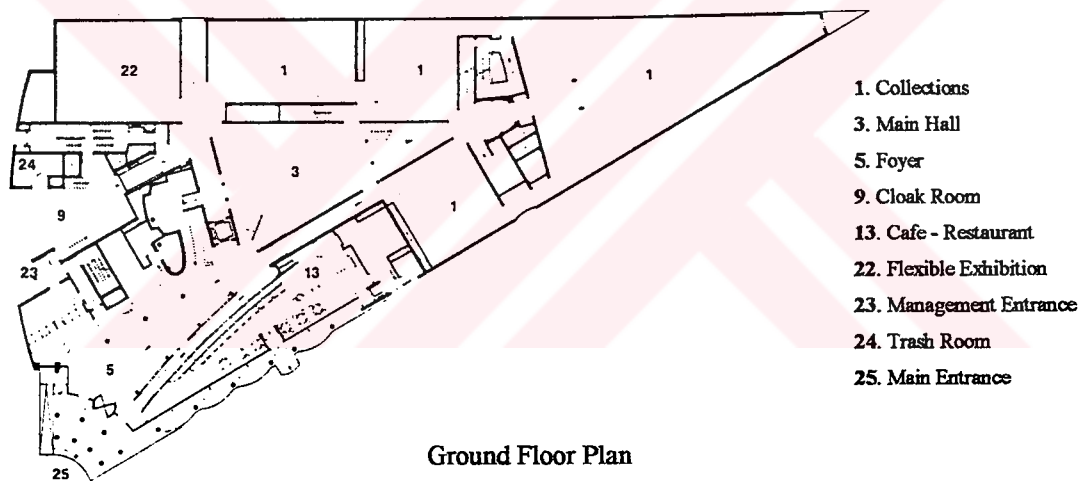 22
1
1
1
24
3
9
1
23
13
5
25
1. Collections
3. Main Hall
5. Foyer
9. Cloak Room
13. Cafe - Restaurant
22. Flexible Exhibition
23. Management Entrance
24. Trash Room
25. Main Entrance
Ground Floor Plan